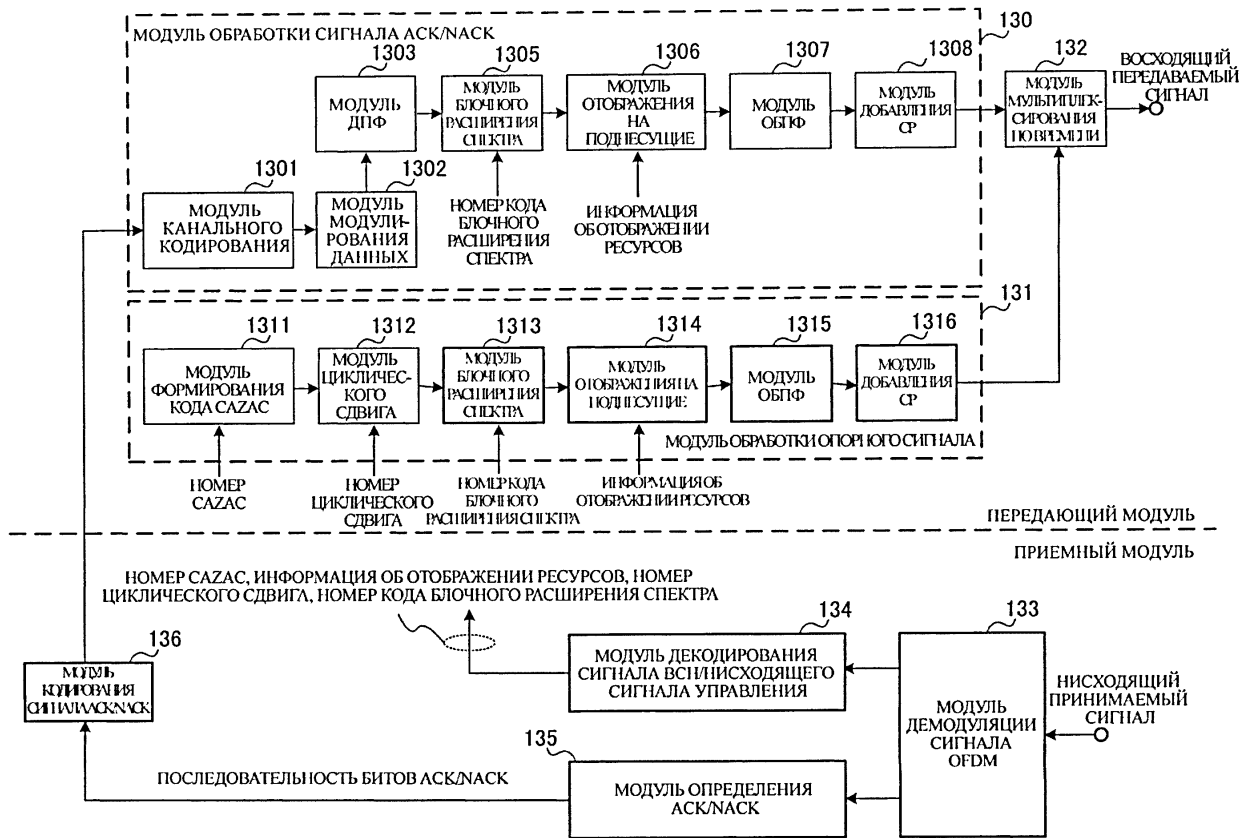 МОДУЛЬ ОБРАБОТКИ СИГНАЛА ACK/NACK
130
1303
МОДУЛЬ
ДПФ
1305
МОДУЛЬ
БЛОЧНОГО
РАСШИРЕНИЯ
СПЕКТРА
1306
МОДУЛЬ
ОТОБРАЖЕНИЯ
НА
ПОДНЕСУЩИЕ
1307
МОДУЛЬ
ОБПФ
1308
МОДУЛЬ
ДОБАВЛЕНИЯ
CP
132
МОДУЛЬ
МУЛЬТИПЛЕК-
СИРОВАНИЯ
ПО ВРЕМЕНИ
ВОСХОДЯЩИЙ
ПЕРЕДАВАЕМЫЙ
СИГНАЛ
1301
МОДУЛЬ
КАНАЛЬНОГО
КОДИРОВАНИЯ
1302
МОДУЛЬ
МОДУЛИ-
РОВАНИЯ
ДАННЫХ
НОМЕР КОДА
БЛОЧНОГО
РАСШИРЕНИЯ
СПЕКТРА
ИНФОРМАЦИЯ
ОБ ОТОБРАЖЕНИИ
РЕСУРСОВ
131
1311
МОДУЛЬ
ФОРМИРОВАНИЯ
КОДА CAZAC
1312
МОДУЛЬ
ЦИКЛИЧЕС-
КОГО
СДВИГА
1313
МОДУЛЬ
БЛОЧНОГО
РАСШИРЕНИЯ
СПЕКТРА
1314
МОДУЛЬ
ОТОБРАЖЕНИЯ НА
ПОДНЕСУЩИЕ
1315
МОДУЛЬ
ОБПФ
1316
МОДУЛЬ
ДОБАВЛЕНИЯ
CP
МОДУЛЬ ОБРАБОТКИ ОПОРНОГО СИГНАЛА
НОМЕР
CAZAC
НОМЕР
ЦИКЛИЧЕСКОГО
СДВИГА
НОМЕР КОДА
БЛОЧНОГО
РАСШИРЕНИЯ СПЕКТРА
ИНФОРМАЦИЯ ОБ
ОТОБРАЖЕНИИ РЕСУРСОВ
ПЕРЕДАЮЩИЙ МОДУЛЬ
ПРИЕМНЫЙ МОДУЛЬ
НОМЕР CAZAC, ИНФОРМАЦИЯ ОБ ОТОБРАЖЕНИИ РЕСУРСОВ, НОМЕР
ЦИКЛИЧЕСКОГО СДВИГА, НОМЕР КОДА БЛОЧНОГО РАСШИРЕНИЯ СПЕКТРА
136
МОДУЛЬ
КОДИРОВАНИЯ
СИГНАЛА ACK/NACK
134
МОДУЛЬ ДЕКОДИРОВАНИЯ
СИГНАЛА BCH/НИСХОДЯЩЕГО
СИГНАЛА УПРАВЛЕНИЯ
133
МОДУЛЬ
ДЕМОДУЛЯЦИИ
СИГНАЛА
OFDM
НИСХОДЯЩИЙ
ПРИНИМАЕМЫЙ
СИГНАЛ
135
МОДУЛЬ ОПРЕДЕЛЕНИЯ
ACK/NACK
ПОСЛЕДОВАТЕЛЬНОСТЬ БИТОВ ACK/NACK